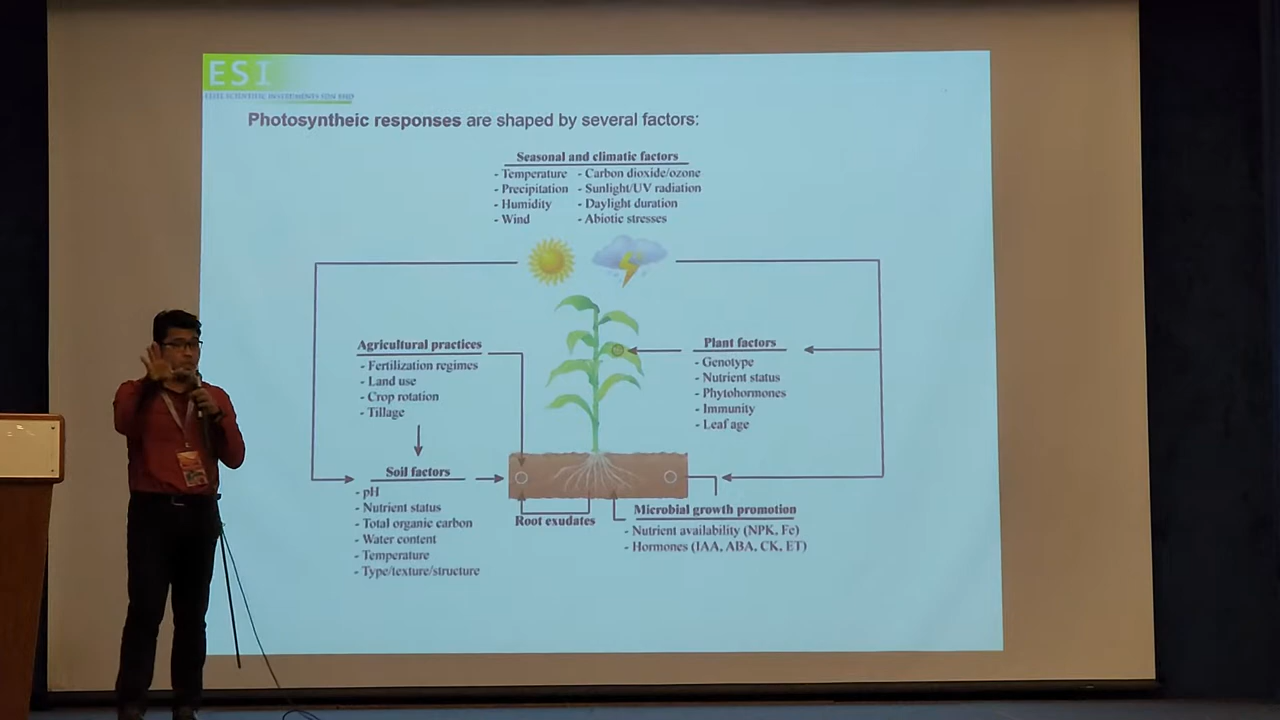 ESI
Photosyntheic responses are shaped by several factors:
Seasonal and climatic factors
- Temperature - Carbon dioxide/ozone
- Precipitation - Sunlight/UV radiation
- Humidity - Daylight duration
- Wind - Abiotic stresses
Agricultural practices
- Fertilization regimes
- Land use
- Crop rotation
- Tillage
Plant factors
- Genotype
- Nutrient status
- Phytohormones
- Immunity
- Leaf age
Soil factors
- pH
- Nutrient status
- Total organic carbon
- Water content
- Temperature
- Type/texture/structure
Root exudates
Microbial growth promotion
- Nutrient availability (NPK, Fe)
- Hormones (IAA, ABA, CK, ET)